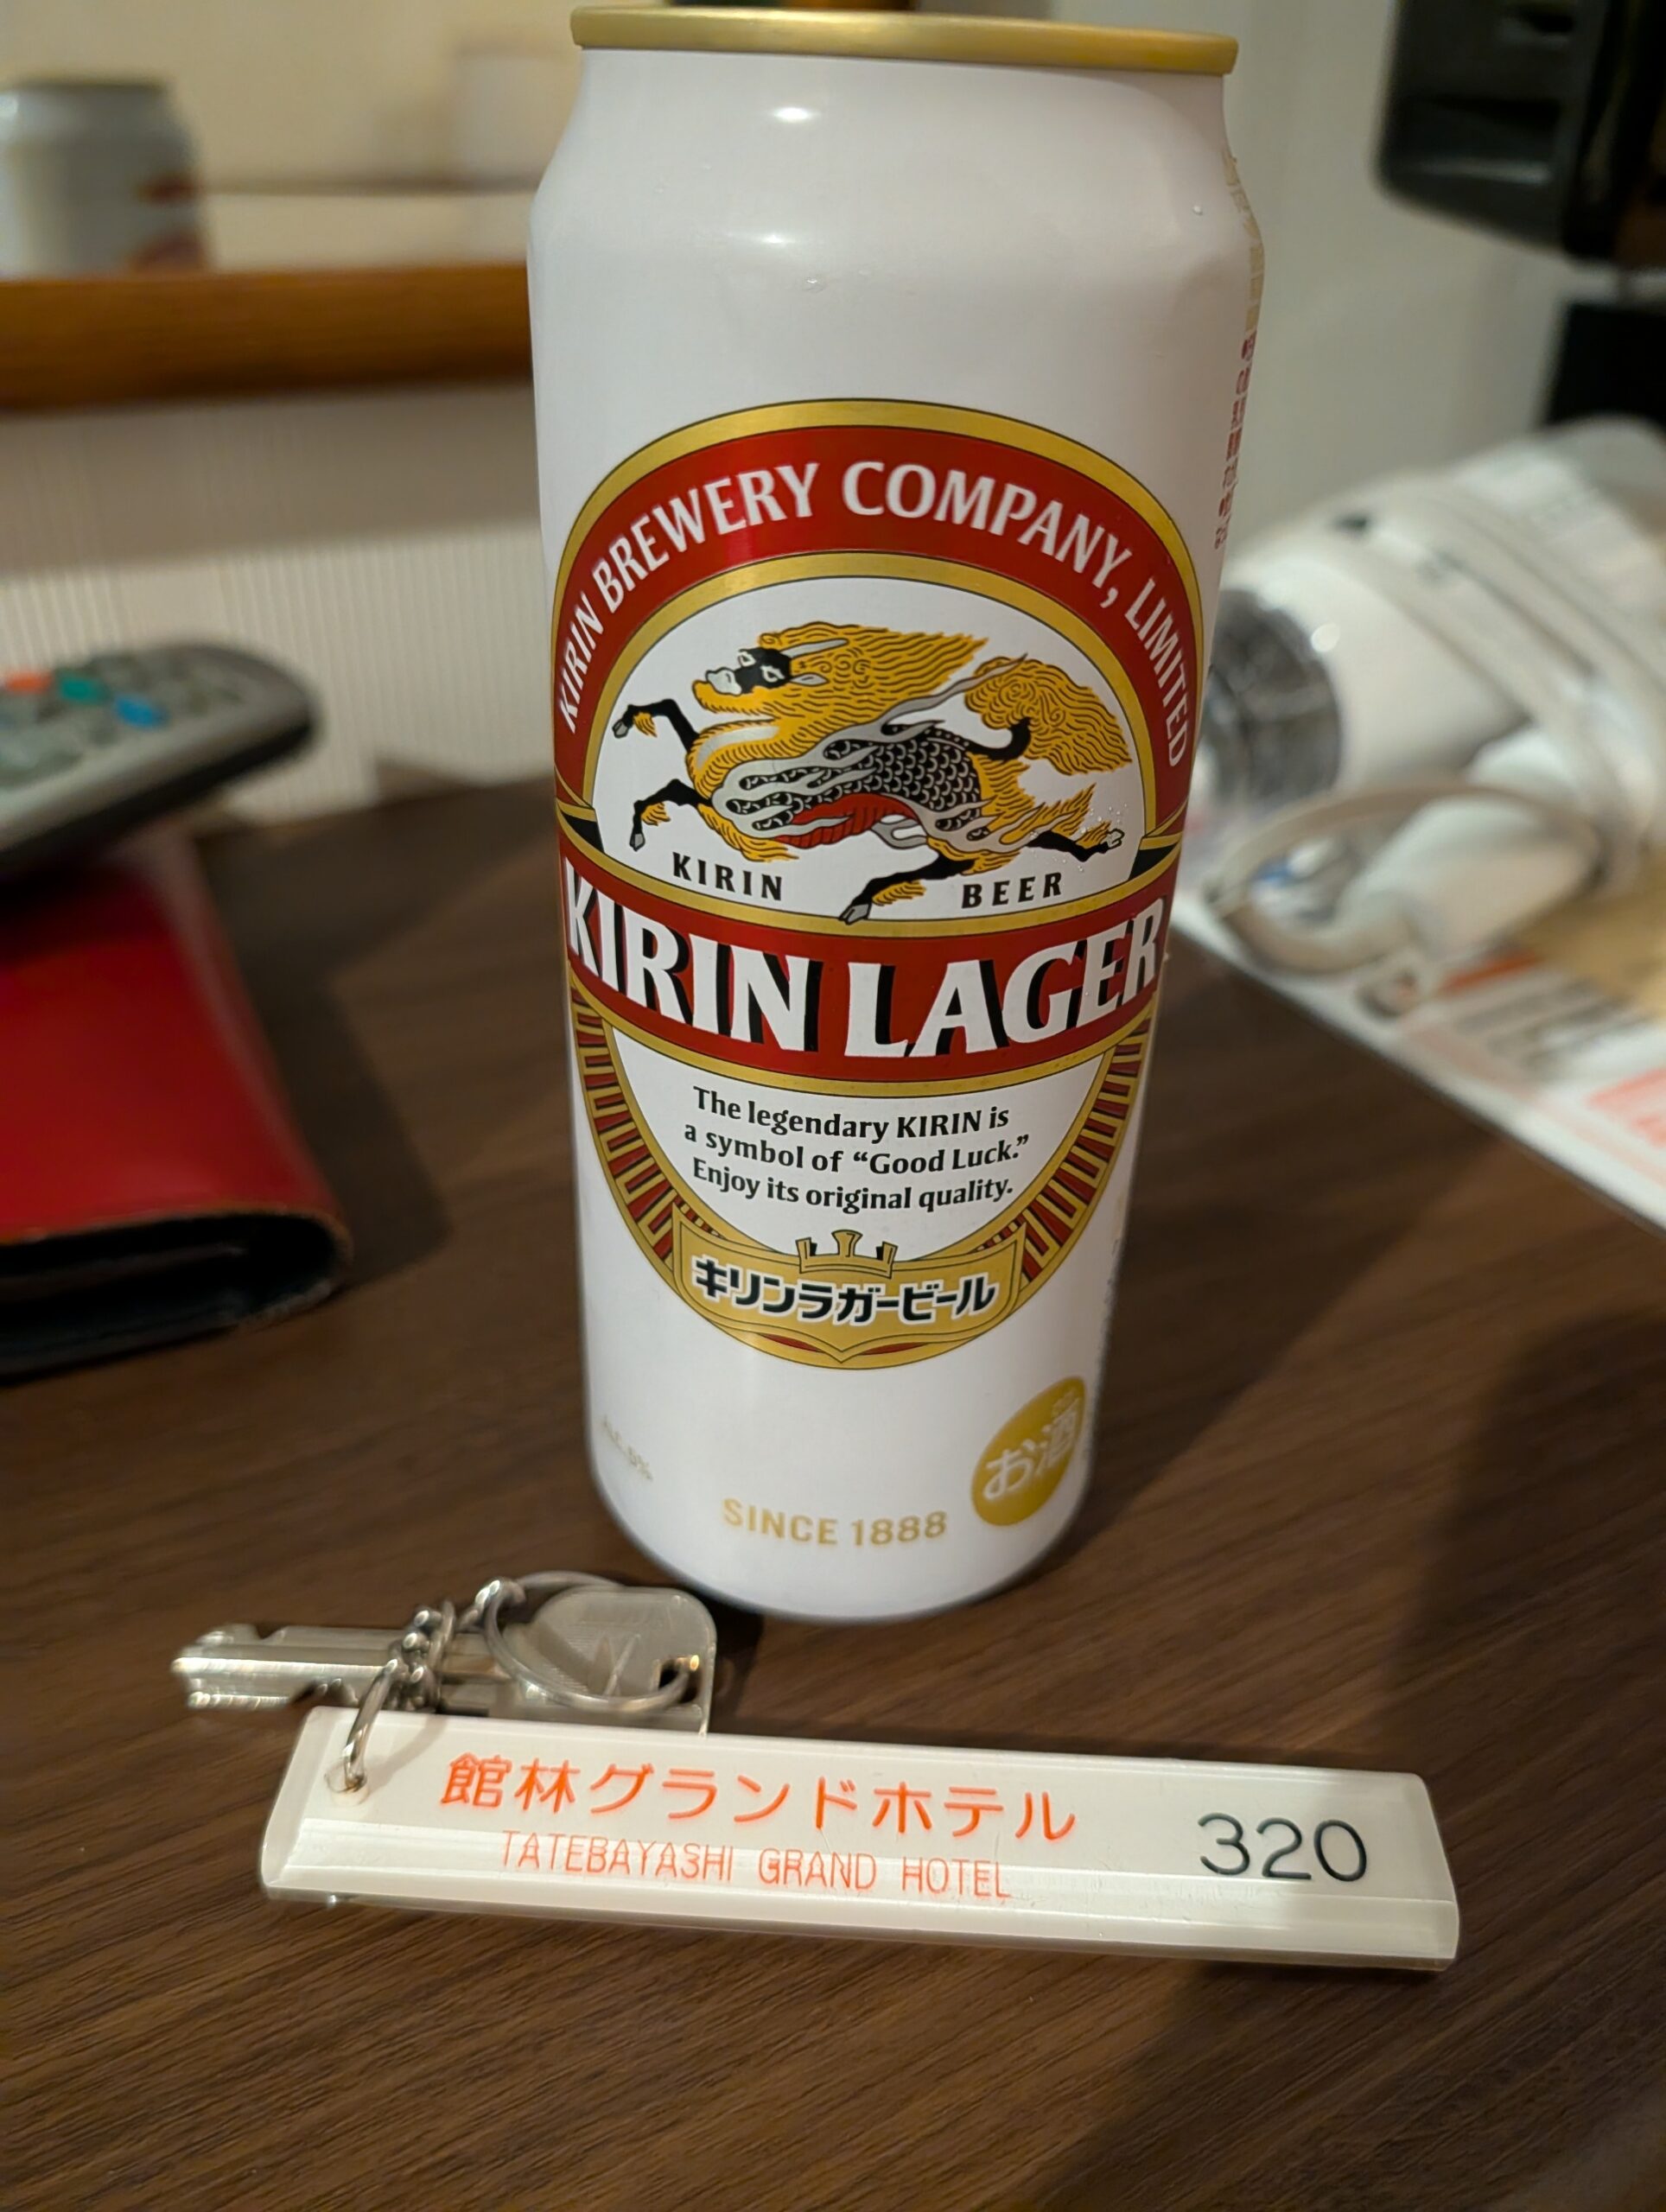 KIRIN BREWERY COMPANY, LIMITED
KIRIN BEER
KIRIN LAGER
The legendary KIRIN is
a symbol of “Good Luck.”
Enjoy its original quality.
キリンラガービール
お酒
SINCE 1888
館林グランドホテル
TATEBAYASHI GRAND HOTEL
320